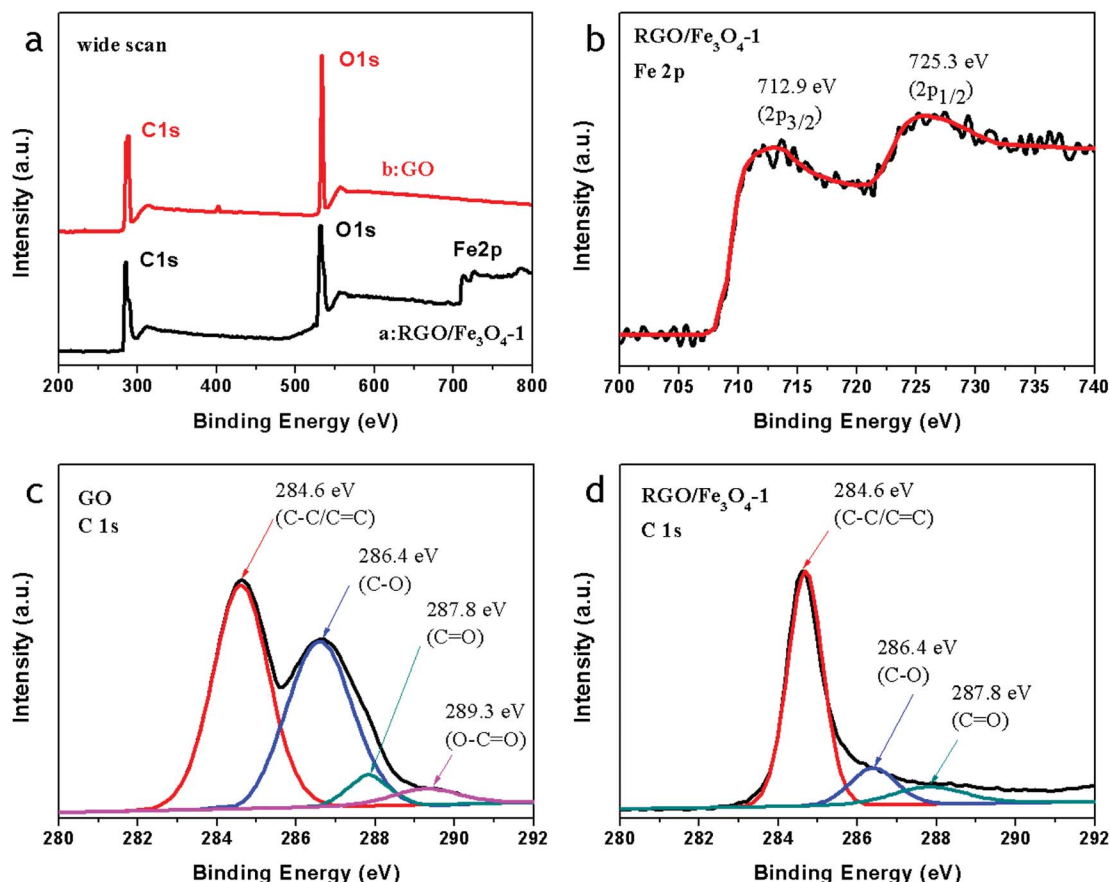 a
wide scan
C1s
O1s
b:GO
C1s
O1s
Fe2p
a:RGO/Fe₃O₄-1
Intensity (a.u.)
200 300 400 500 600 700 800
Binding Energy (eV)
b
RGO/Fe₃O₄-1
Fe 2p
712.9 eV
(2p₃/₂)
725.3 eV
(2p₁/₂)
Intensity (a.u.)
700 705 710 715 720 725 730 735 740
Binding Energy (eV)
c
GO
C 1s
284.6 eV
(C-C/C=C)
286.4 eV
(C-O)
287.8 eV
(C=O)
289.3 eV
(O-C=O)
Intensity (a.u.)
280 282 284 286 288 290 292
Binding Energy (eV)
d
RGO/Fe₃O₄-1
C 1s
284.6 eV
(C-C/C=C)
286.4 eV
(C-O)
287.8 eV
(C=O)
Intensity (a.u.)
280 282 284 286 288 290 292
Binding Energy (eV)